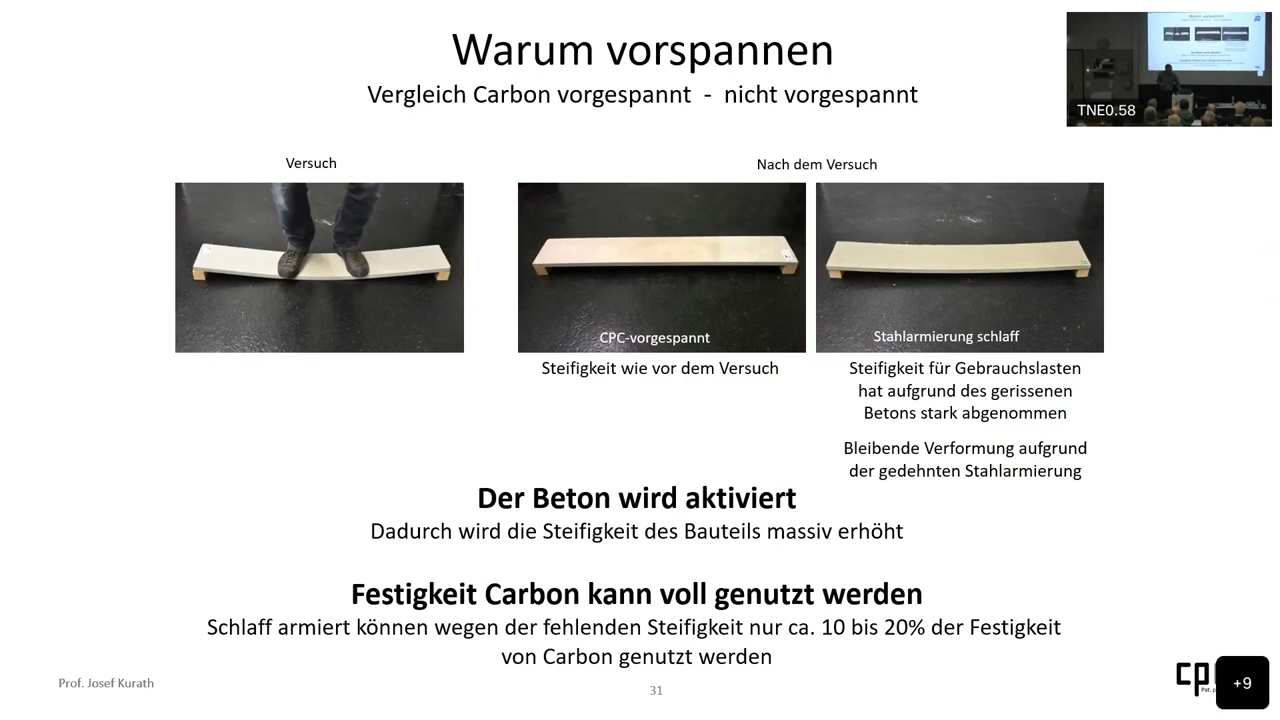 Warum vorspannen
Vergleich Carbon vorgespannt - nicht vorgespannt
TNE0.58
Versuch
Nach dem Versuch
CPC-vorgespannt
Stahlarmierung schlaff
Steifigkeit wie vor dem Versuch
Steifigkeit für Gebrauchslasten
hat aufgrund des gerissenen
Betons stark abgenommen
Bleibende Verformung aufgrund
der gedehnten Stahlarmierung
Der Beton wird aktiviert
Dadurch wird die Steifigkeit des Bauteils massiv erhöht
Festigkeit Carbon kann voll genutzt werden
Schlaff armiert können wegen der fehlenden Steifigkeit nur ca. 10 bis 20% der Festigkeit
von Carbon genutzt werden
Prof. Josef Kurath
31
cp
Pat.
+9